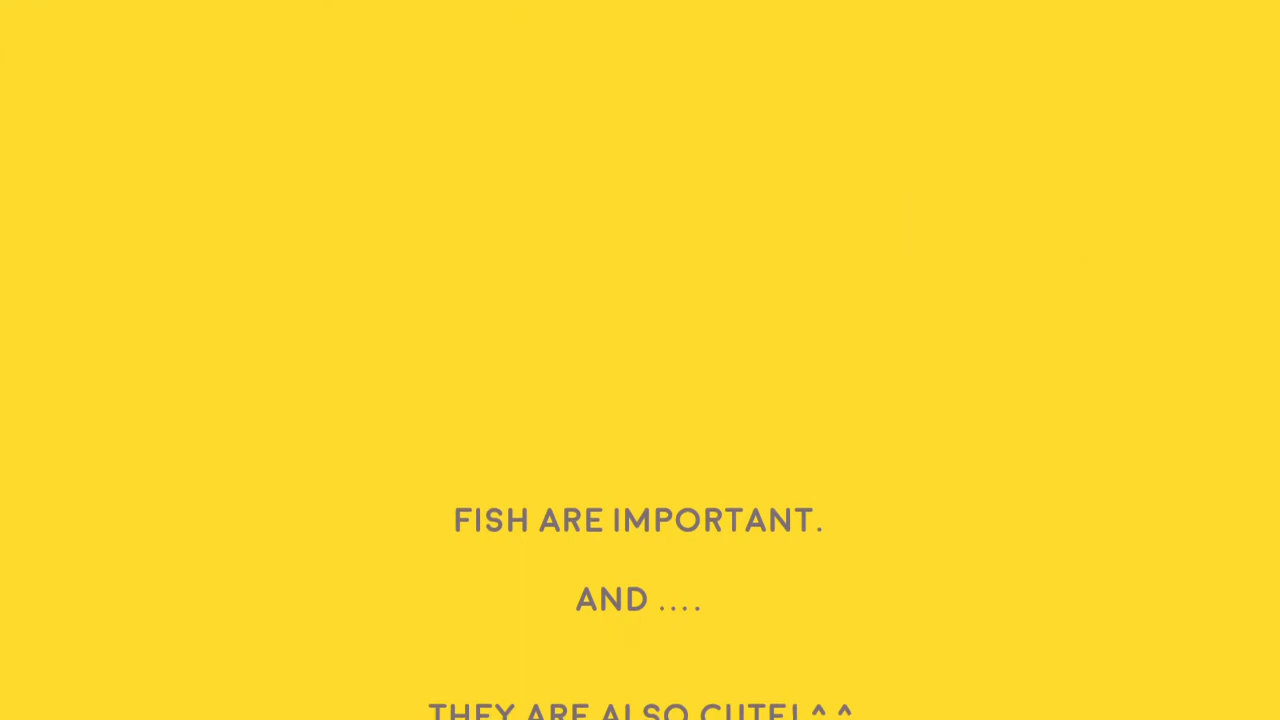 FISH ARE IMPORTANT.
AND ....
THEY ARE ALSO CUTE! ^ ^